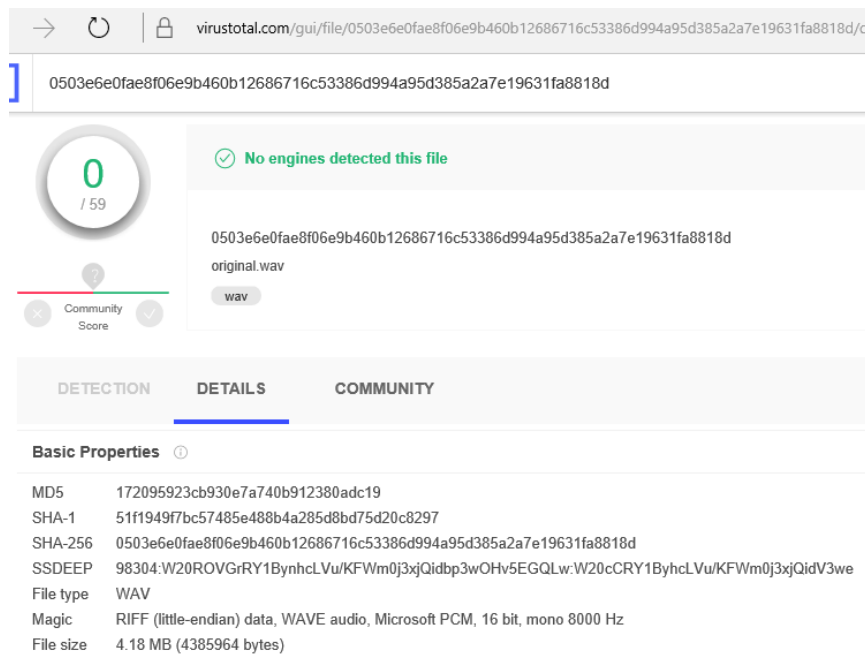 virustotal.com/gui/file/0503e6e0fae8f06e9b460b12686716c53386d994a95d385a2a7e19631fa8818d/
0503e6e0fae8f06e9b460b12686716c53386d994a95d385a2a7e19631fa8818d
0
/ 59
No engines detected this file
0503e6e0fae8f06e9b460b12686716c53386d994a95d385a2a7e19631fa8818d
original.wav
wav
?
Community
Score
DETECTION DETAILS COMMUNITY
Basic Properties
MD5 172095923cb930e7a740b912380adc19
SHA-1 51f1949f7bc57485e488b4a285d8bd75d20c8297
SHA-256 0503e6e0fae8f06e9b460b12686716c53386d994a95d385a2a7e19631fa8818d
SSDEEP 98304:W20ROVGrRY1BynhcLVu/KFWm0j3xjQidbp3wOHv5EGQLw:W20cCRY1ByhcLVu/KFWm0j3xjQidV3we
File type WAV
Magic RIFF (little-endian) data, WAVE audio, Microsoft PCM, 16 bit, mono 8000 Hz
File size 4.18 MB (4385964 bytes)